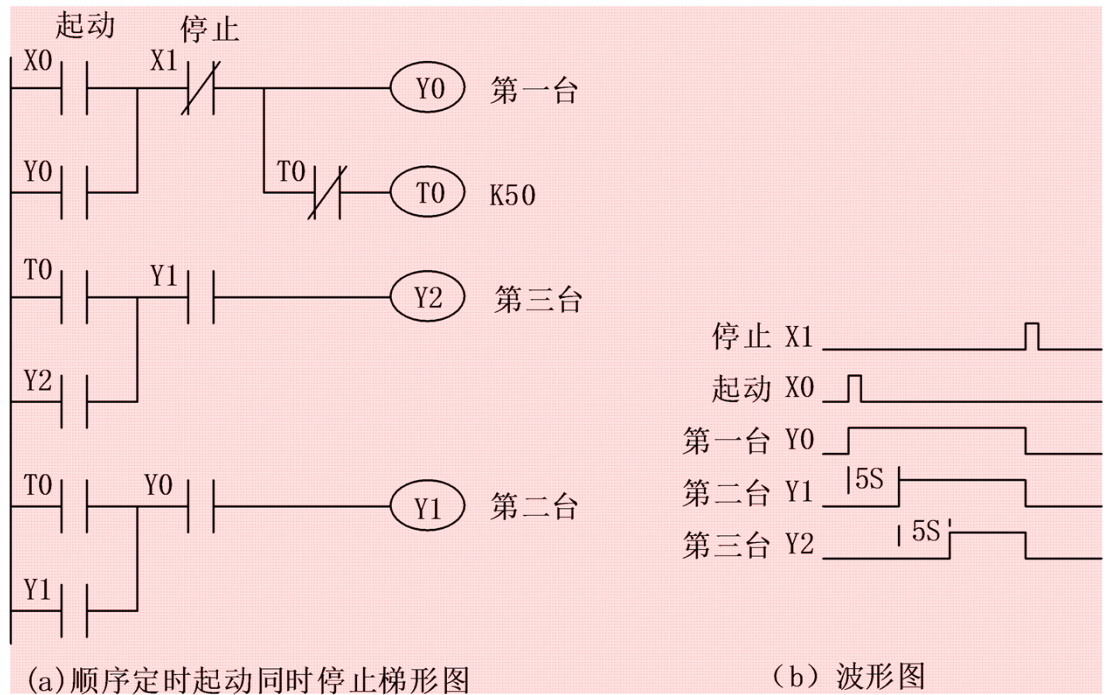 起动 停止
X0 X1 Y0 第一台
Y0 T0 T0 K50
T0 Y1 Y2 第三台
Y2
T0 Y0 Y1 第二台
Y1
(a)顺序定时起动同时停止梯形图
停止 X1
起动 X0
第一台 Y0
第二台 Y1 5S
第三台 Y2 5S
(b) 波形图